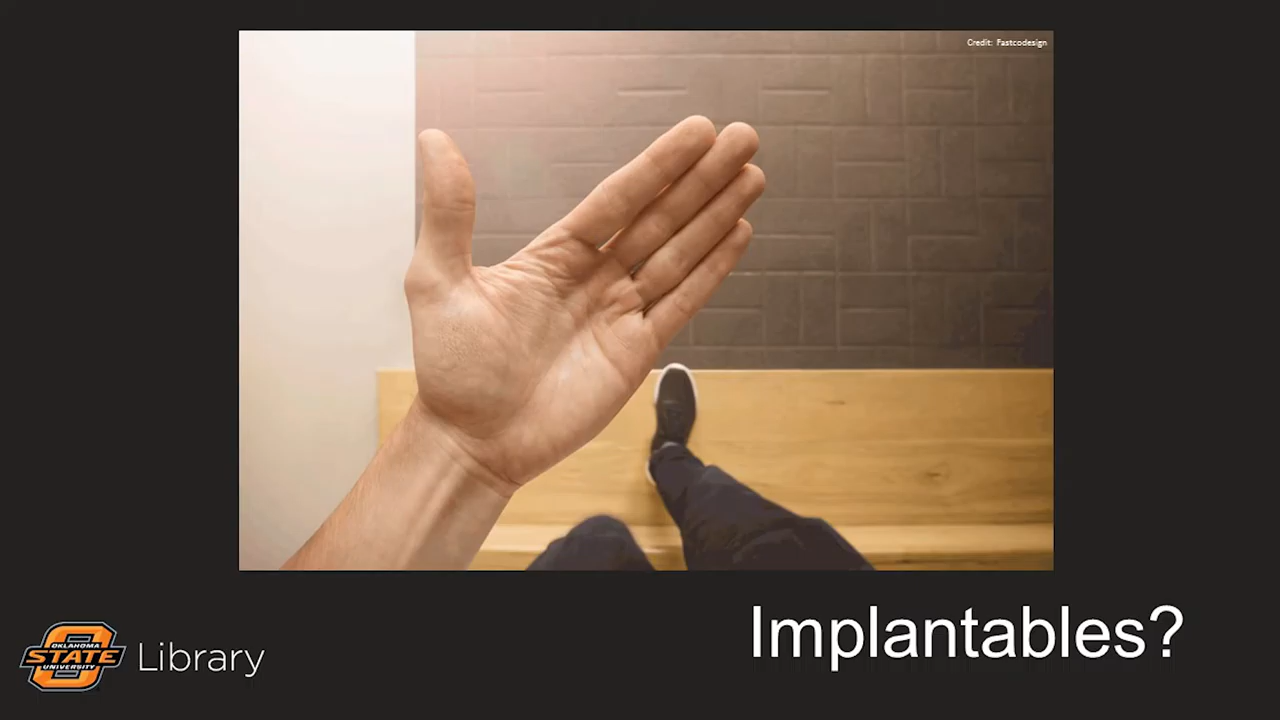 Credit: Fastcodesign
Implantables?
OKLAHOMA
STATE
UNIVERSITY
Library